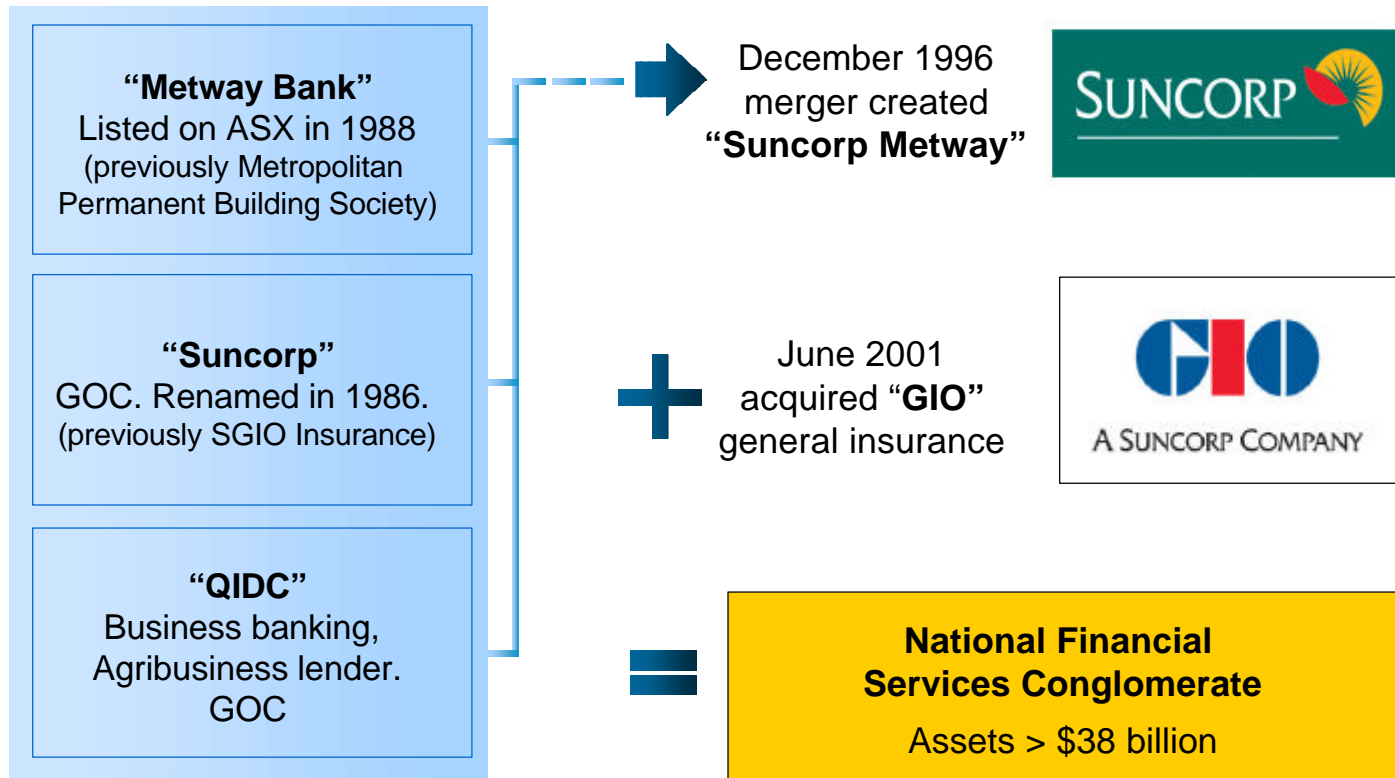 “Metway Bank”
Listed on ASX in 1988
(previously Metropolitan
Permanent Building Society)
“Suncorp”
GOC. Renamed in 1986.
(previously SGIO Insurance)
“QIDC”
Business banking,
Agribusiness lender.
GOC
December 1996
merger created
“Suncorp Metway”
SUNCORP
June 2001
acquired “GIO”
general insurance
GIO
A SUNCORP COMPANY
National Financial
Services Conglomerate
Assets > $38 billion